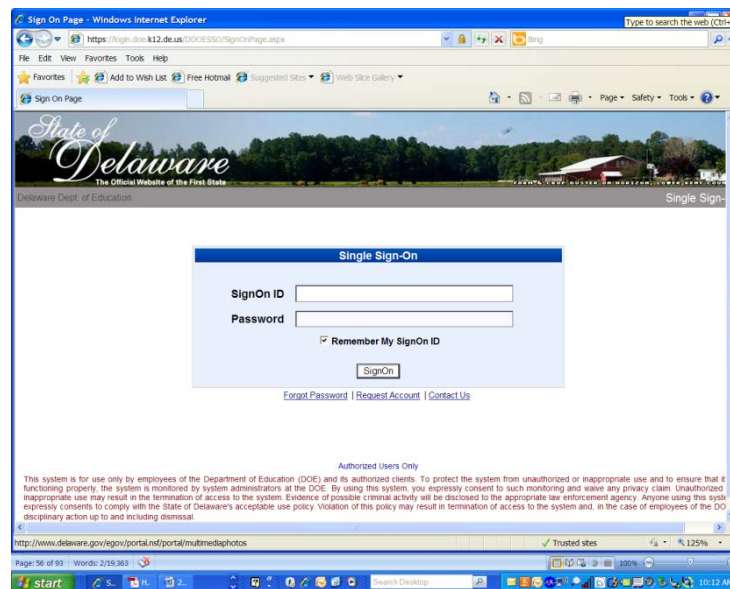 Sign On Page - Windows Internet Explorer
Type to search the web (Ctrl+
https://login.doe.k12.de.us/DDOESSO/SignOnPage.aspx
Bing
File Edit View Favorites Tools Help
Favorites Add to Wish List Free Hotmail Suggested Sites Web Slice Gallery
Sign On Page
Page Safety Tools
State of
Delaware
The Official Website of the First State
Delaware Dept. of Education
Single Sign-
Single Sign-On
SignOn ID
Password
Remember My SignOn ID
SignOn
Forgot Password | Request Account | Contact Us
Authorized Users Only
This system is for use only by employees of the Department of Education (DOE) and its authorized clients. To protect the system from unauthorized or inappropriate use and to ensure that it
functioning properly, the system is monitored by system administrators at the DOE. By using this system, you expressly consent to such monitoring and waive any privacy claim. Unauthorized
inappropriate use may result in the termination of access to the system. Evidence of possible criminal activity will be disclosed to the appropriate law enforcement agency. Anyone using this syste
expressly consents to comply with the State of Delaware's acceptable use policy. Violation of this policy may result in termination of access to the system and, in the case of employees of the DO
disciplinary action up to and including dismissal.
http://www.delaware.gov/egov/portal.nsf/portal/multimediaphotos
Trusted sites
125%
Page: 56 of 93 Words: 2/19,363
100%
start
S..
H..
2..
Search Desktop
10:12 AM